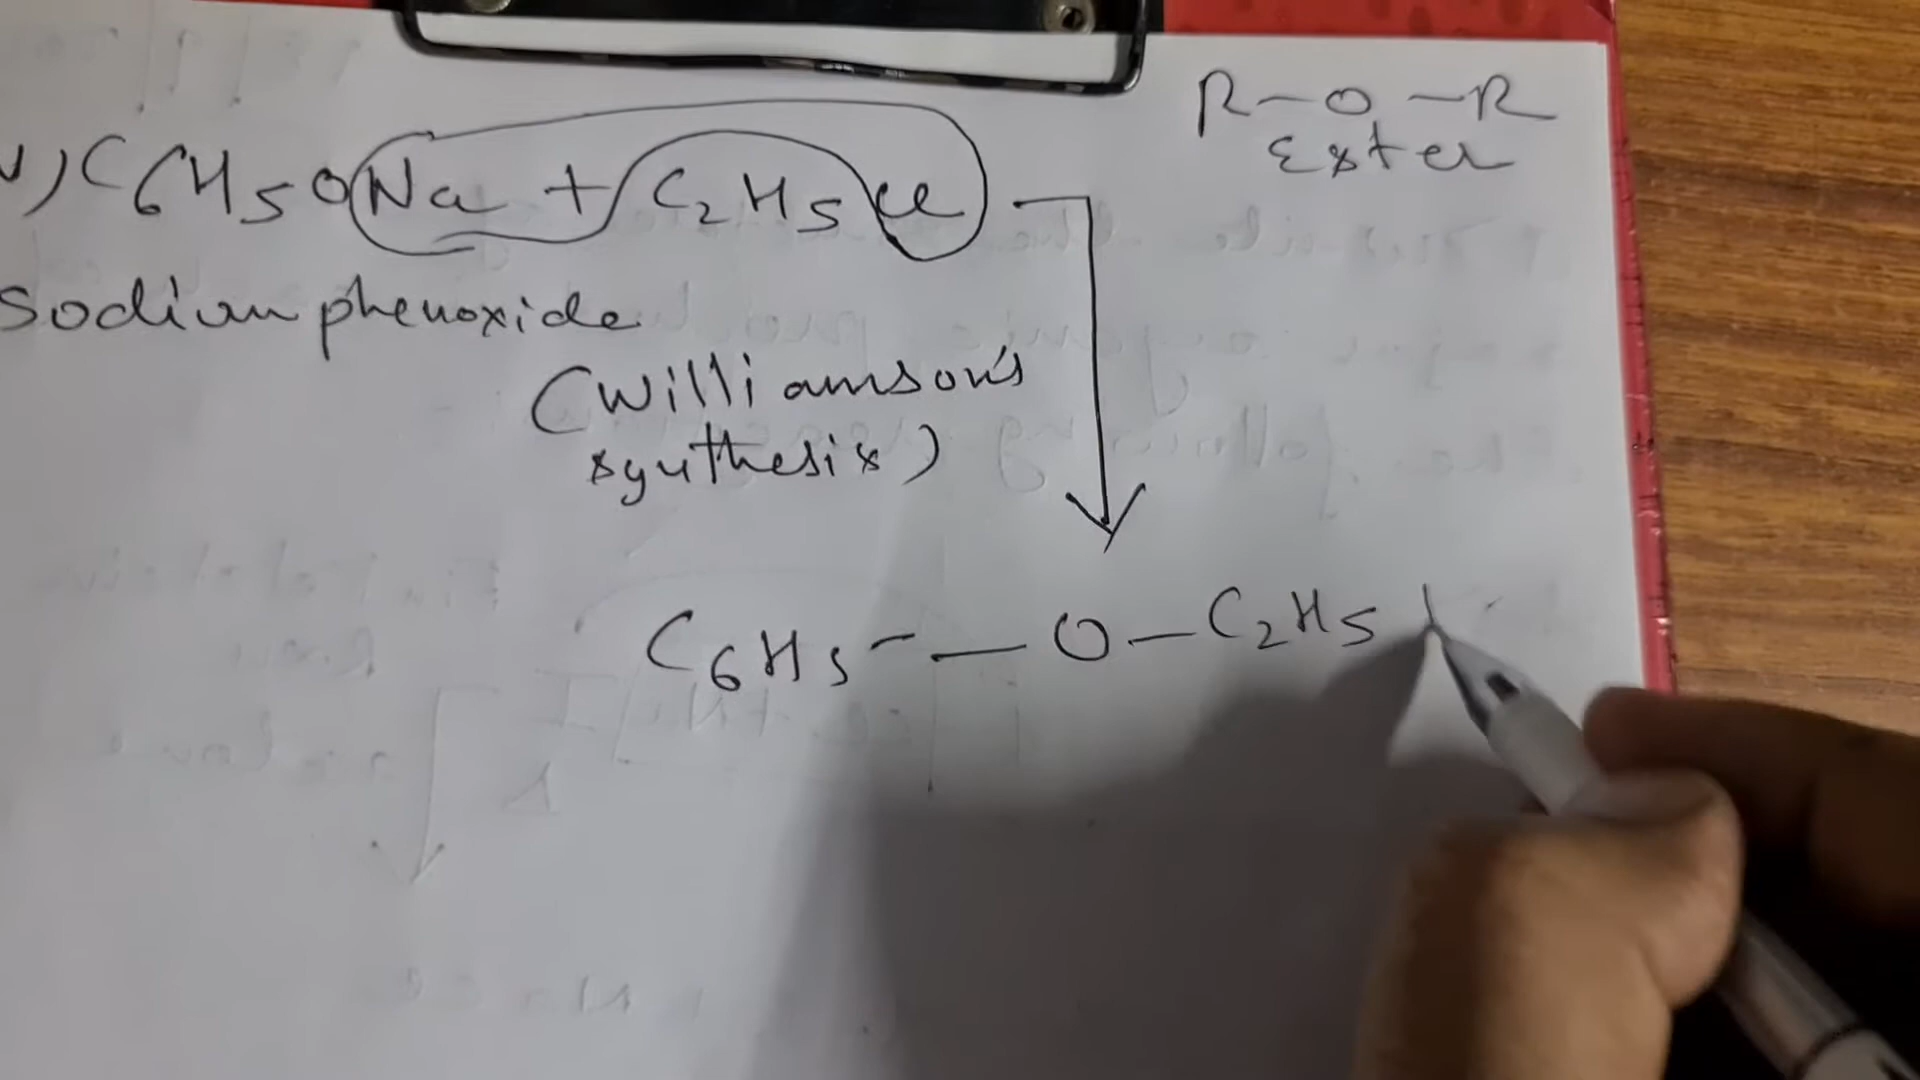 R-O-R
Ester
v) C6H5ONa + C2H5Cl
Sodium phenoxide
(Williamson's
synthesis)
C6H5--O-C2H5